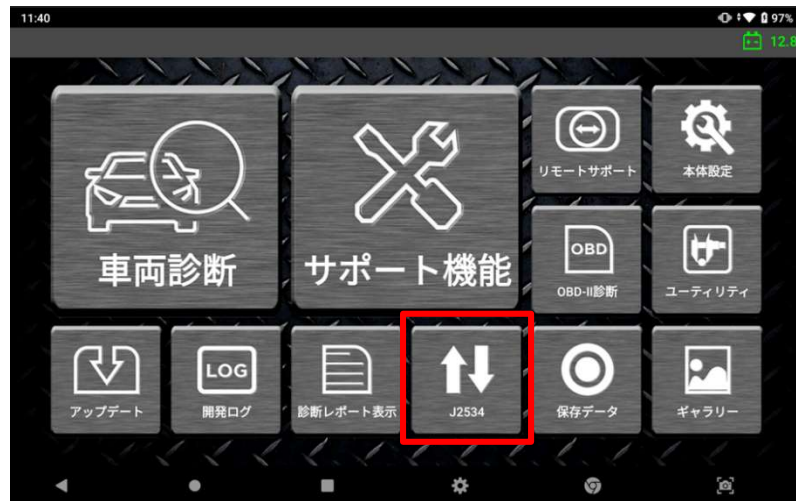 11:40
97%
12.8
車両診断
サポート機能
リモートサポート
本体設定
OBD
OBD-II診断
ユーティリティ
アップデート
LOG
開発ログ
診断レポート表示
J2534
保存データ
ギャラリー